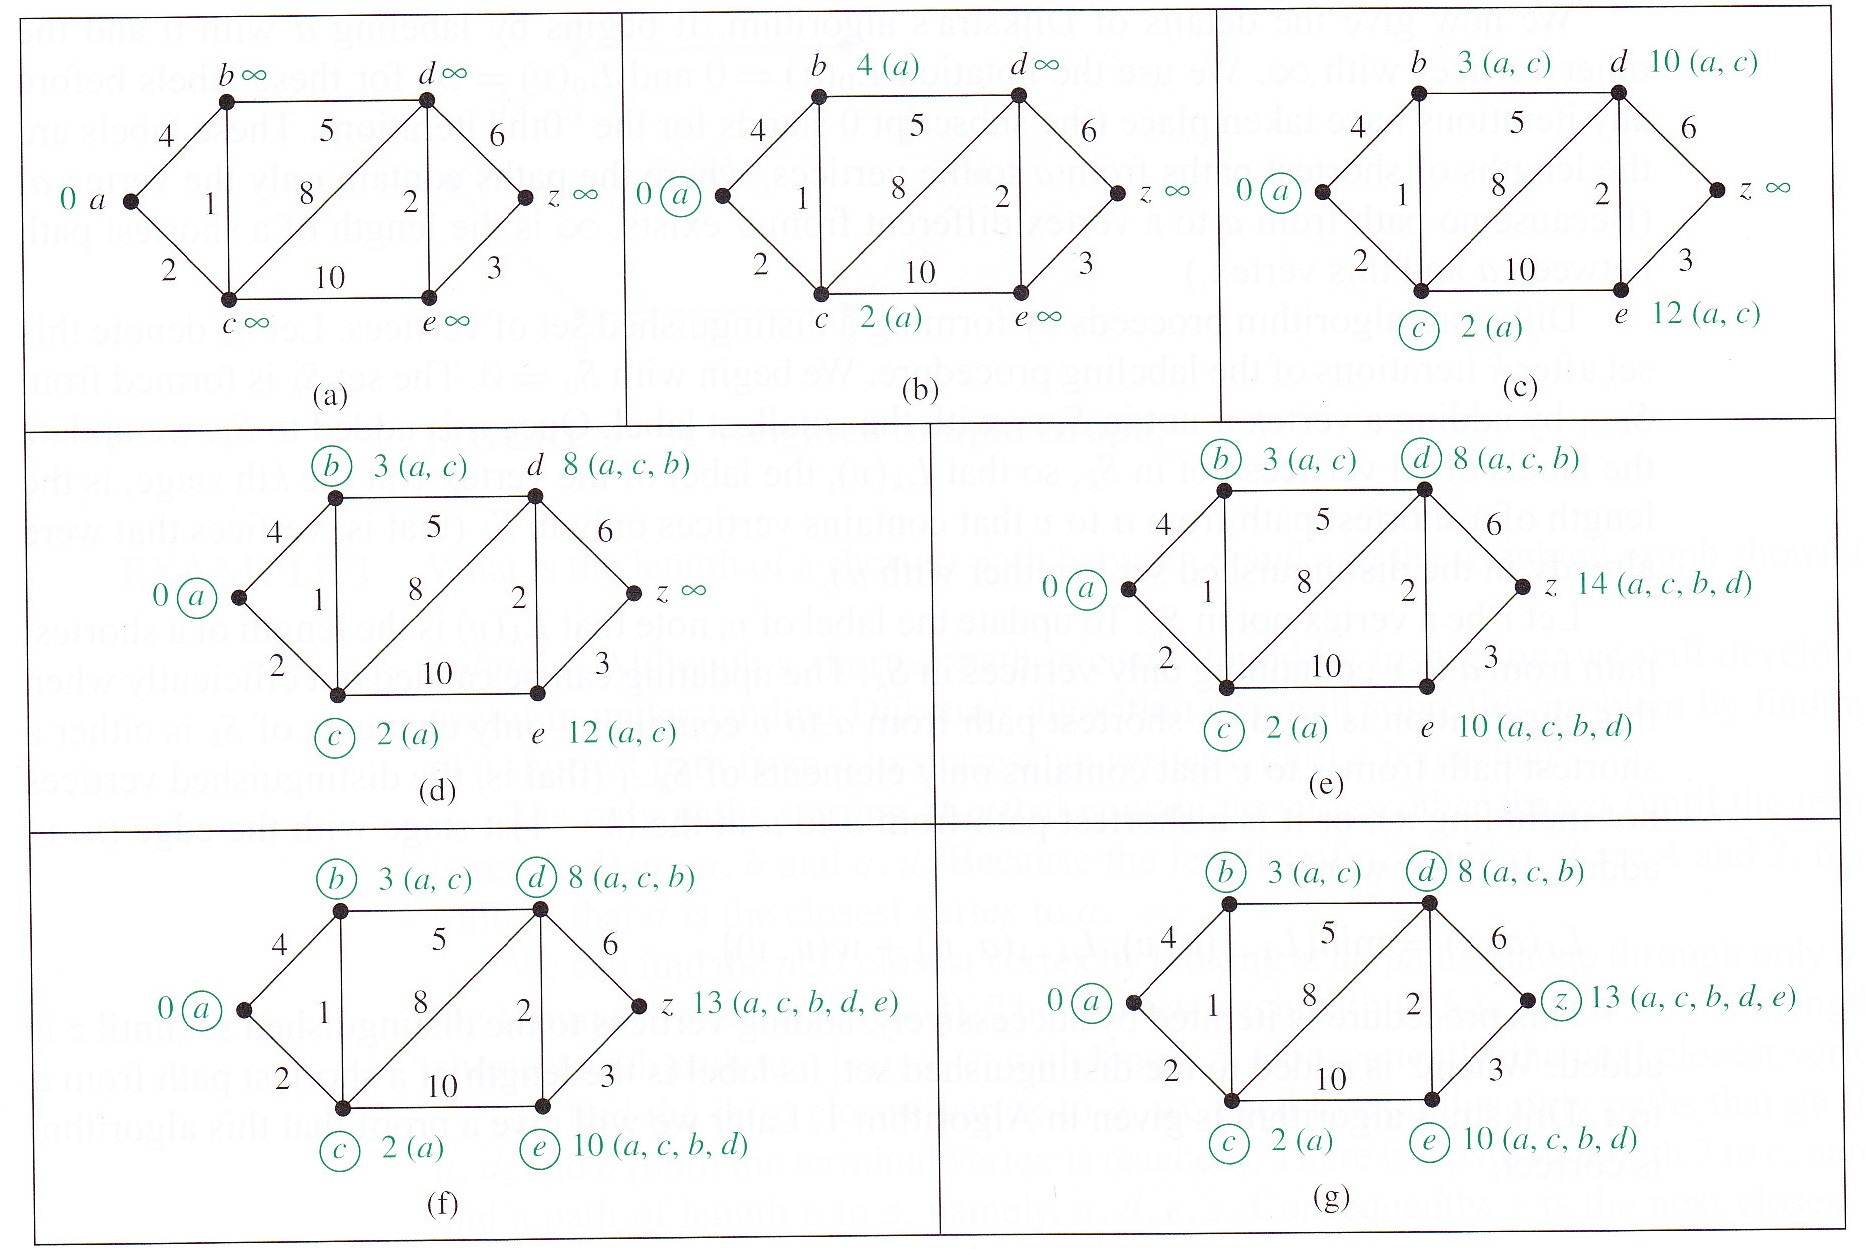 b ∞ d ∞
4 5 6
0 a 1 8 2 z ∞
2 10 3
c ∞ e ∞
(a)
b 4 (a) d ∞
4 5 6
0 a 1 8 2 z ∞
2 10 3
c 2 (a) e ∞
(b)
b 3 (a, c) d 10 (a, c)
4 5 6
0 a 1 8 2 z ∞
2 10 3
c 2 (a) e 12 (a, c)
(c)
b 3 (a, c) d 8 (a, c, b)
4 5 6
0 a 1 8 2 z ∞
2 10 3
c 2 (a) e 12 (a, c)
(d)
b 3 (a, c) d 8 (a, c, b)
4 5 6
0 a 1 8 2 z 14 (a, c, b, d)
2 10 3
c 2 (a) e 10 (a, c, b, d)
(e)
b 3 (a, c) d 8 (a, c, b)
4 5 6
0 a 1 8 2 z 13 (a, c, b, d, e)
2 10 3
c 2 (a) e 10 (a, c, b, d)
(f)
b 3 (a, c) d 8 (a, c, b)
4 5 6
0 a 1 8 2 z 13 (a, c, b, d, e)
2 10 3
c 2 (a) e 10 (a, c, b, d)
(g)